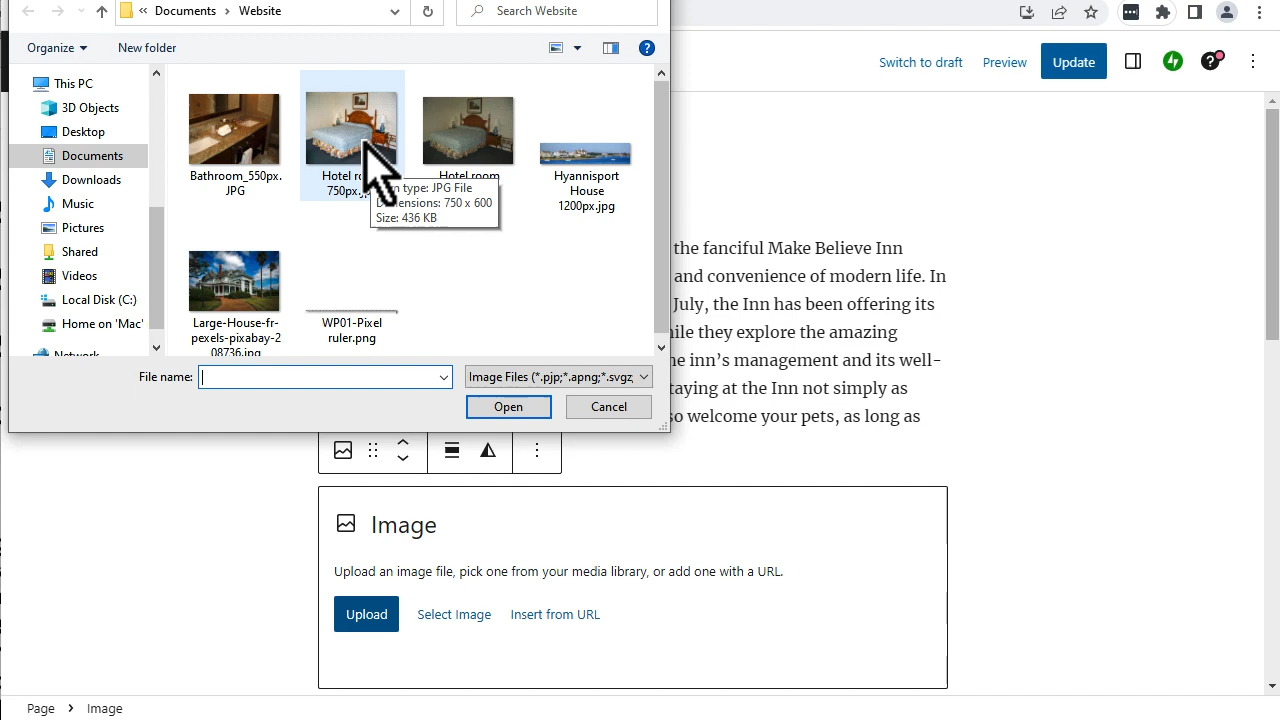 « Documents › Website
Search Website
Organize
New folder
This PC
3D Objects
Desktop
Documents
Downloads
Music
Pictures
Shared
Videos
Local Disk (C:)
Home on 'Mac'
Network
Bathroom_550px.
JPG
Hotel
750px.
Hotel room
Hyannisport
House
1200px.jpg
type: JPG File
Dimensions: 750 x 600
Size: 436 KB
Large-House-fr-
pexels-pixabay-2
08736.jpg
WP01-Pixel
ruler.png
File name:
Image Files (*.pjp;*.apng;*.svgz;
Open
Cancel
Switch to draft
Preview
Update
the fanciful Make Believe Inn
and convenience of modern life. In
July, the Inn has been offering its
they explore the amazing
inn’s management and its well-
staying at the Inn not simply as
so welcome your pets, as long as
Image
Upload an image file, pick one from your media library, or add one with a URL.
Upload
Select Image
Insert from URL
Page › Image